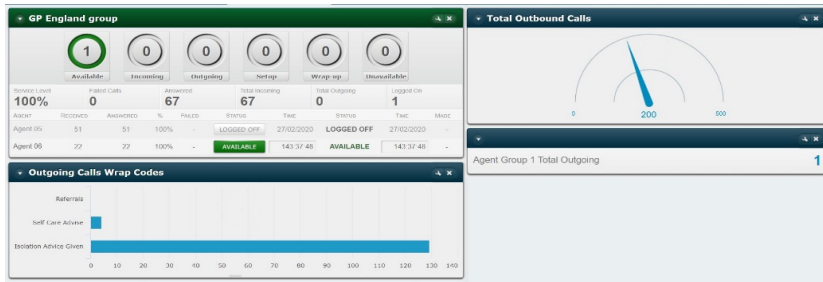 GP England group
1
0
0
0
0
0
Available
Incoming
Outgoing
Setup
Wrap-up
Unavailable
Service Level
Failed Calls
Answered
Total Incoming
Total Outgoing
Logged On
100%
0
67
67
0
1
AGENT RECEIVED ANSWERED % FAILED STATUS TIME STATUS TIME MADE
Agent 05 51 51 100% - LOGGED OFF 27/02/2020 LOGGED OFF 27/02/2020 -
Agent 06 22 22 100% - AVAILABLE 143:37:48 AVAILABLE 143:37:48 -
Outgoing Calls Wrap Codes
Referrals
Self Care Advise
Isolation Advice Given
0 10 20 30 40 50 60 70 80 90 100 110 120 130 140
Total Outbound Calls
0
200
500
Agent Group 1 Total Outgoing
1